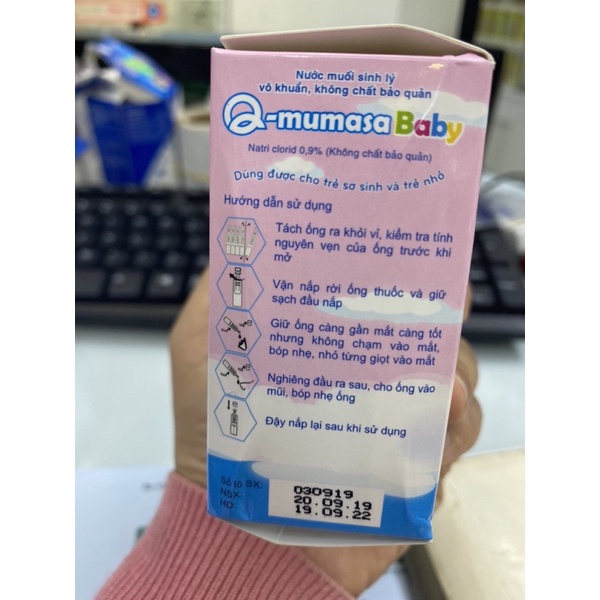 Nước muối sinh lý
vô khuẩn, không chất bảo quản
Q-mumasa Baby
Natri clorid 0,9% (Không chất bảo quản)
Dùng được cho trẻ sơ sinh và trẻ nhỏ
Hướng dẫn sử dụng
Tách ống ra khỏi vỉ, kiểm tra tính
nguyên vẹn của ống trước khi
mở
Vặn nắp rời ống thuốc và giữ
sạch đầu nắp
Giữ ống càng gần mắt càng tốt
nhưng không chạm vào mắt,
bóp nhẹ, nhỏ từng giọt vào mắt
Nghiêng đầu ra sau, cho ống vào
mũi, bóp nhẹ ống
Đậy nắp lại sau khi sử dụng
Số lô SX: 030919
NSX: 20.09.19
HD: 19.09.22